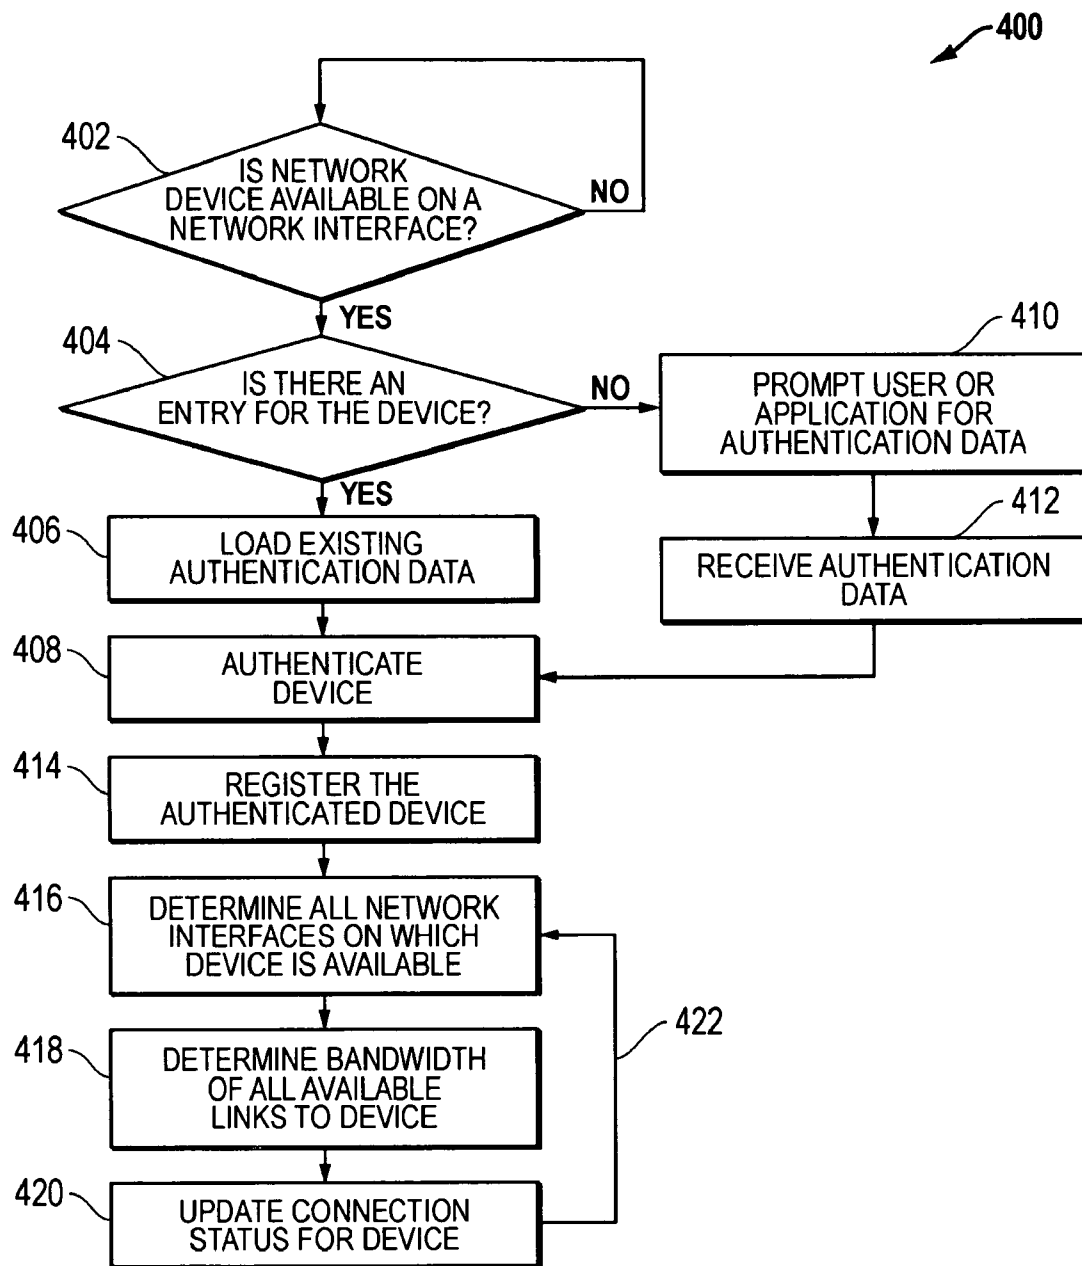 400
402
IS NETWORK
DEVICE AVAILABLE ON A
NETWORK INTERFACE?
NO
YES
404
IS THERE AN
ENTRY FOR THE DEVICE?
NO
410
PROMPT USER OR
APPLICATION FOR
AUTHENTICATION DATA
YES
406
LOAD EXISTING
AUTHENTICATION DATA
412
RECEIVE AUTHENTICATION
DATA
408
AUTHENTICATE
DEVICE
414
REGISTER THE
AUTHENTICATED DEVICE
416
DETERMINE ALL NETWORK
INTERFACES ON WHICH
DEVICE IS AVAILABLE
422
418
DETERMINE BANDWIDTH
OF ALL AVAILABLE
LINKS TO DEVICE
420
UPDATE CONNECTION
STATUS FOR DEVICE